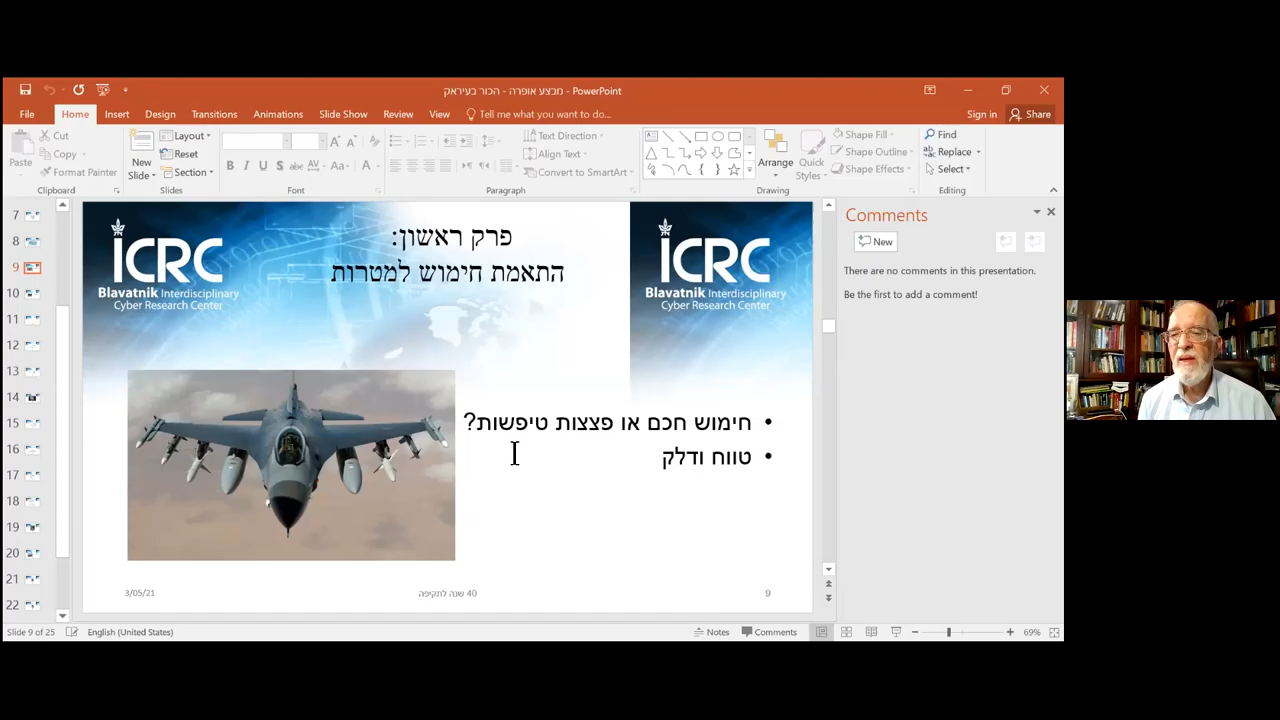 מבצע אופרה - הכור בעיראק - PowerPoint
File Home Insert Design Transitions Animations Slide Show Review View Tell me what you want to do... Sign in Share
Paste
Cut
Copy
Format Painter
Clipboard
New
Slide
Layout
Reset
Section
Slides
B I U S abc AV Aa A
Font
Text Direction
Align Text
Convert to SmartArt
Paragraph
Arrange
Quick
Styles
Shape Fill
Shape Outline
Shape Effects
Drawing
Find
Replace
Select
Editing
7
8
9
10
11
12
13
14
15
16
17
18
19
20
21
22
ICRC
Blavatnik Interdisciplinary
Cyber Research Center
פרק ראשון:
התאמת חימוש למטרות
ICRC
Blavatnik Interdisciplinary
Cyber Research Center
• חימוש חכם או פצצות טיפשות?
• טווח ודלק
3/05/21
40 שנה לתקיפה
9
Comments
New
There are no comments in this presentation.
Be the first to add a comment!
Slide 9 of 25 English (United States) Notes Comments 69%